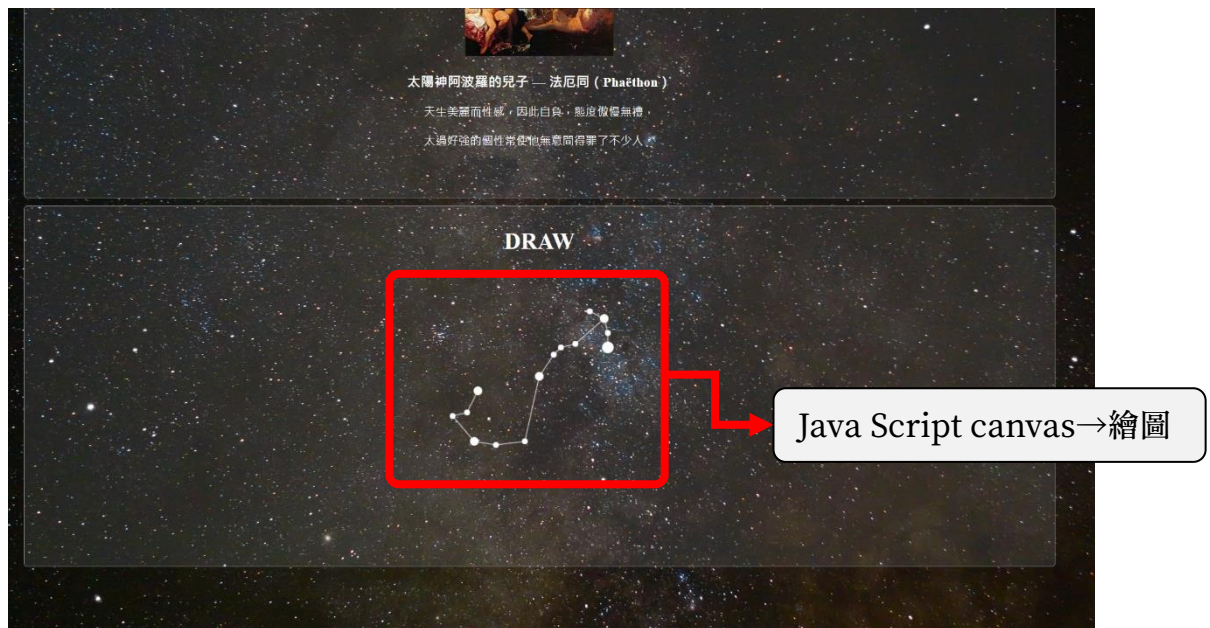 太陽神阿波羅的兒子 — 法厄同 ( Phaëthon )
天生美麗而性感，因此自負，態度傲慢無禮，
太過好強的個性常使他無意間得罪了不少人。
DRAW
Java Script canvas→繪圖